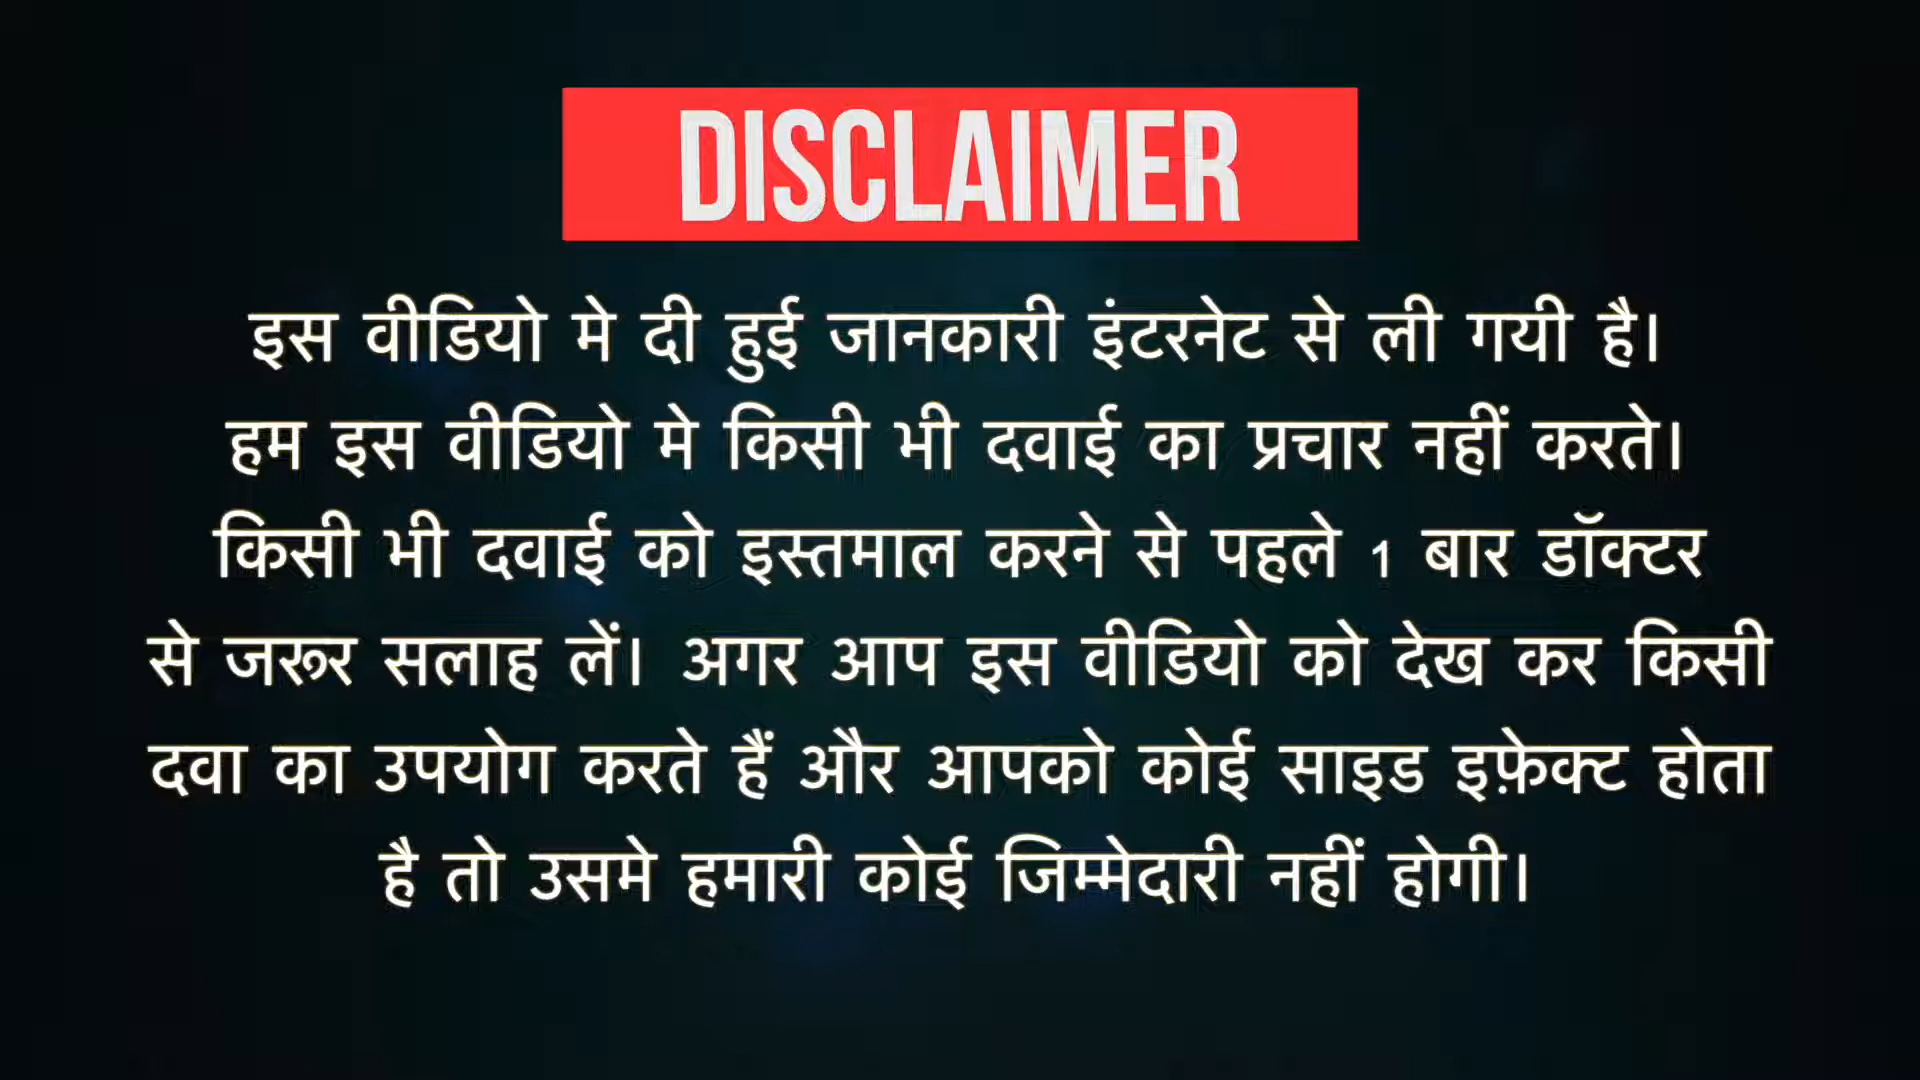 DISCLAIMER
इस वीडियो मे दी हुई जानकारी इंटरनेट से ली गयी है।
हम इस वीडियो मे किसी भी दवाई का प्रचार नहीं करते।
किसी भी दवाई को इस्तमाल करने से पहले 1 बार डॉक्टर
से जरूर सलाह लें। अगर आप इस वीडियो को देख कर किसी
दवा का उपयोग करते हैं और आपको कोई साइड इफ़ेक्ट होता
है तो उसमे हमारी कोई जिम्मेदारी नहीं होगी।